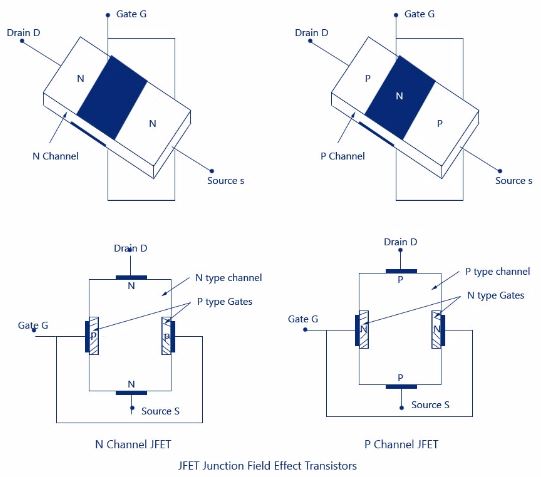 Gate G
Drain D
N
N
N Channel
Source s
Gate G
Drain D
P
N
P
P Channel
Source s
Drain D
N
N type channel
P type Gates
Gate G
P
P
N
Source S
N Channel JFET
Drain D
P
P type channel
N type Gates
Gate G
N
N
P
Source S
P Channel JFET
JFET Junction Field Effect Transistors